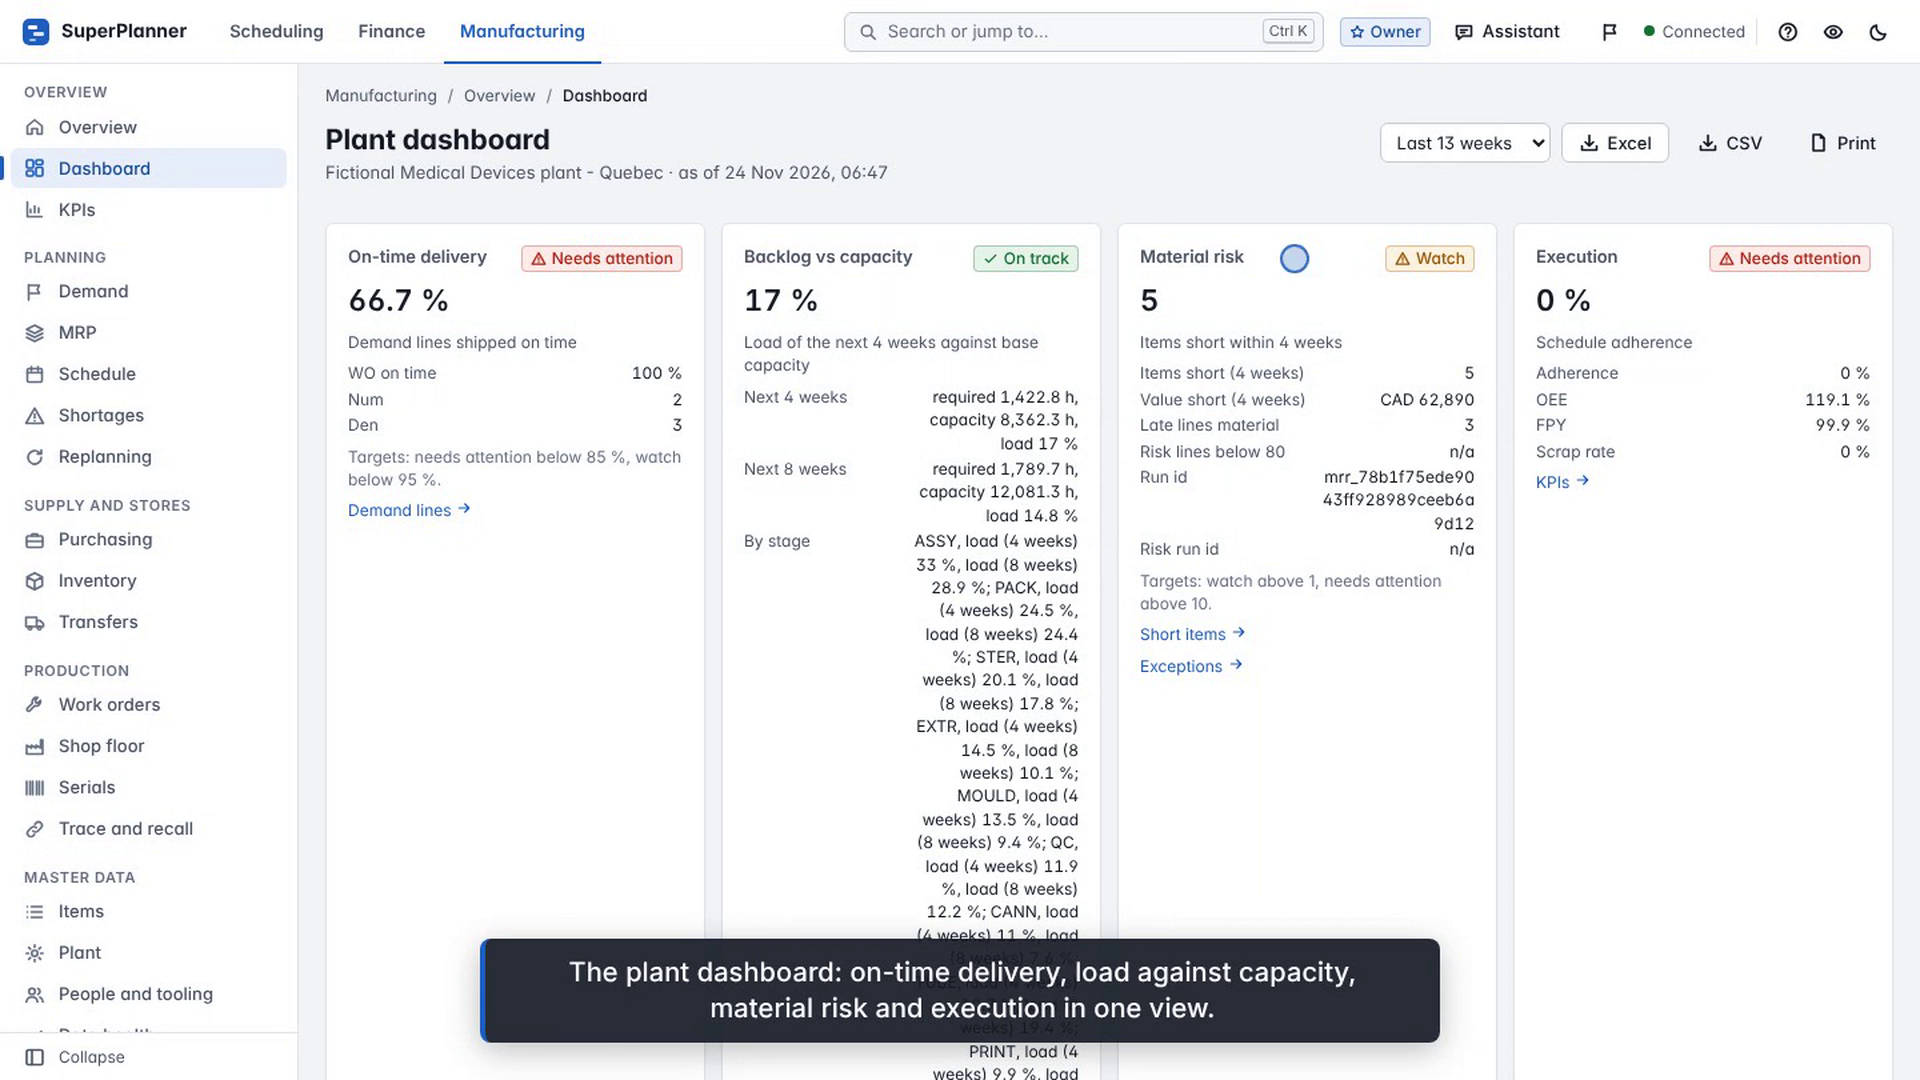 SuperPlanner
Scheduling
Finance
Manufacturing
Search or jump to...
Ctrl K
Owner
Assistant
Connected
OVERVIEW
Overview
Dashboard
KPIs
PLANNING
Demand
MRP
Schedule
Shortages
Replanning
SUPPLY AND STORES
Purchasing
Inventory
Transfers
PRODUCTION
Work orders
Shop floor
Serials
Trace and recall
MASTER DATA
Items
Plant
People and tooling
Collapse
Manufacturing / Overview / Dashboard
Plant dashboard
Fictional Medical Devices plant - Quebec · as of 24 Nov 2026, 06:47
Last 13 weeks
Excel
CSV
Print
On-time delivery
Needs attention
66.7 %
Demand lines shipped on time
WO on time 100 %
Num 2
Den 3
Targets: needs attention below 85 %, watch
below 95 %.
Demand lines →
Backlog vs capacity
On track
17 %
Load of the next 4 weeks against base
capacity
Next 4 weeks required 1,422.8 h,
capacity 8,362.3 h,
load 17 %
Next 8 weeks required 1,789.7 h,
capacity 12,081.3 h,
load 14.8 %
By stage ASSY, load (4 weeks)
33 %, load (8 weeks)
28.9 %; PACK, load
(4 weeks) 24.5 %,
load (8 weeks) 24.4
%; STER, load (4
weeks) 20.1 %, load
(8 weeks) 17.8 %;
EXTR, load (4 weeks)
14.5 %, load (8
weeks) 10.1 %;
MOULD, load (4
weeks) 13.5 %, load
(8 weeks) 9.4 %; QC,
load (4 weeks) 11.9
%, load (8 weeks)
12.2 %; CANN, load
(4 weeks) 11 %, load
PRINT, load (4
weeks) 9.9 %, load
Material risk
Watch
5
Items short within 4 weeks
Items short (4 weeks) 5
Value short (4 weeks) CAD 62,890
Late lines material 3
Risk lines below 80 n/a
Run id mrr_78b1f75ede90
43ff928989ceeb6a
9d12
Risk run id n/a
Targets: watch above 1, needs attention
above 10.
Short items →
Exceptions →
Execution
Needs attention
0 %
Schedule adherence
Adherence 0 %
OEE 119.1 %
FPY 99.9 %
Scrap rate 0 %
KPIs →
The plant dashboard: on-time delivery, load against capacity,
material risk and execution in one view.